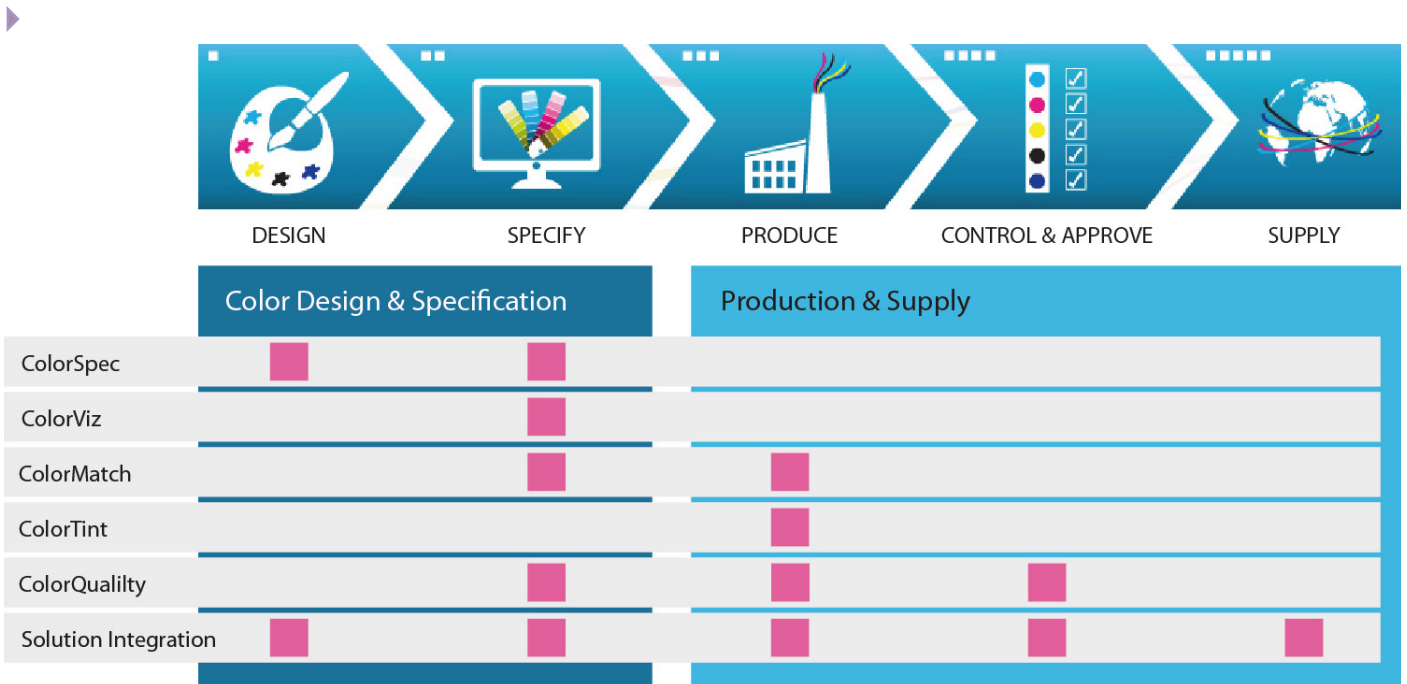 DESIGN
SPECIFY
PRODUCE
CONTROL & APPROVE
SUPPLY
Color Design & Specification
Production & Supply
ColorSpec
ColorViz
ColorMatch
ColorTint
ColorQualilty
Solution Integration